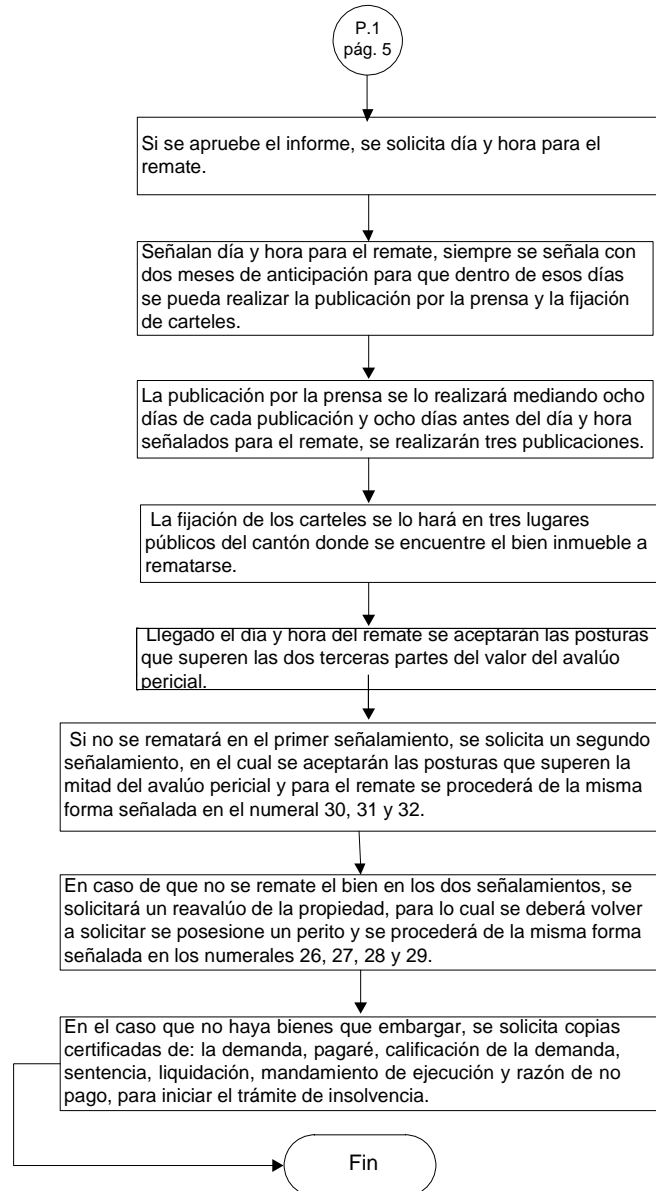 P.1
pág. 5
Si se apruebe el informe, se solicita día y hora para el
remate.
Señalan día y hora para el remate, siempre se señala con
dos meses de anticipación para que dentro de esos días
se pueda realizar la publicación por la prensa y la fijación
de carteles.
La publicación por la prensa se lo realizará mediando ocho
días de cada publicación y ocho días antes del día y hora
señalados para el remate, se realizarán tres publicaciones.
La fijación de los carteles se lo hará en tres lugares
públicos del cantón donde se encuentre el bien inmueble a
rematarse.
Llegado el día y hora del remate se aceptarán las posturas
que superen las dos terceras partes del valor del avalúo
pericial.
Si no se rematará en el primer señalamiento, se solicita un segundo
señalamiento, en el cual se aceptarán las posturas que superen la
mitad del avalúo pericial y para el remate se procederá de la misma
forma señalada en el numeral 30, 31 y 32.
En caso de que no se remate el bien en los dos señalamientos, se
solicitará un reavalúo de la propiedad, para lo cual se deberá volver
a solicitar se posesione un perito y se procederá de la misma forma
señalada en los numerales 26, 27, 28 y 29.
En el caso que no haya bienes que embargar, se solicita copias
certificadas de: la demanda, pagaré, calificación de la demanda,
sentencia, liquidación, mandamiento de ejecución y razón de no
pago, para iniciar el trámite de insolvencia.
Fin